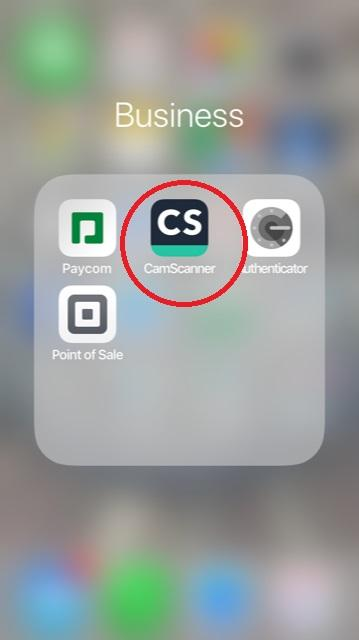 Business
CS
Paycom
CamScanner
uthenticator
Point of Sale